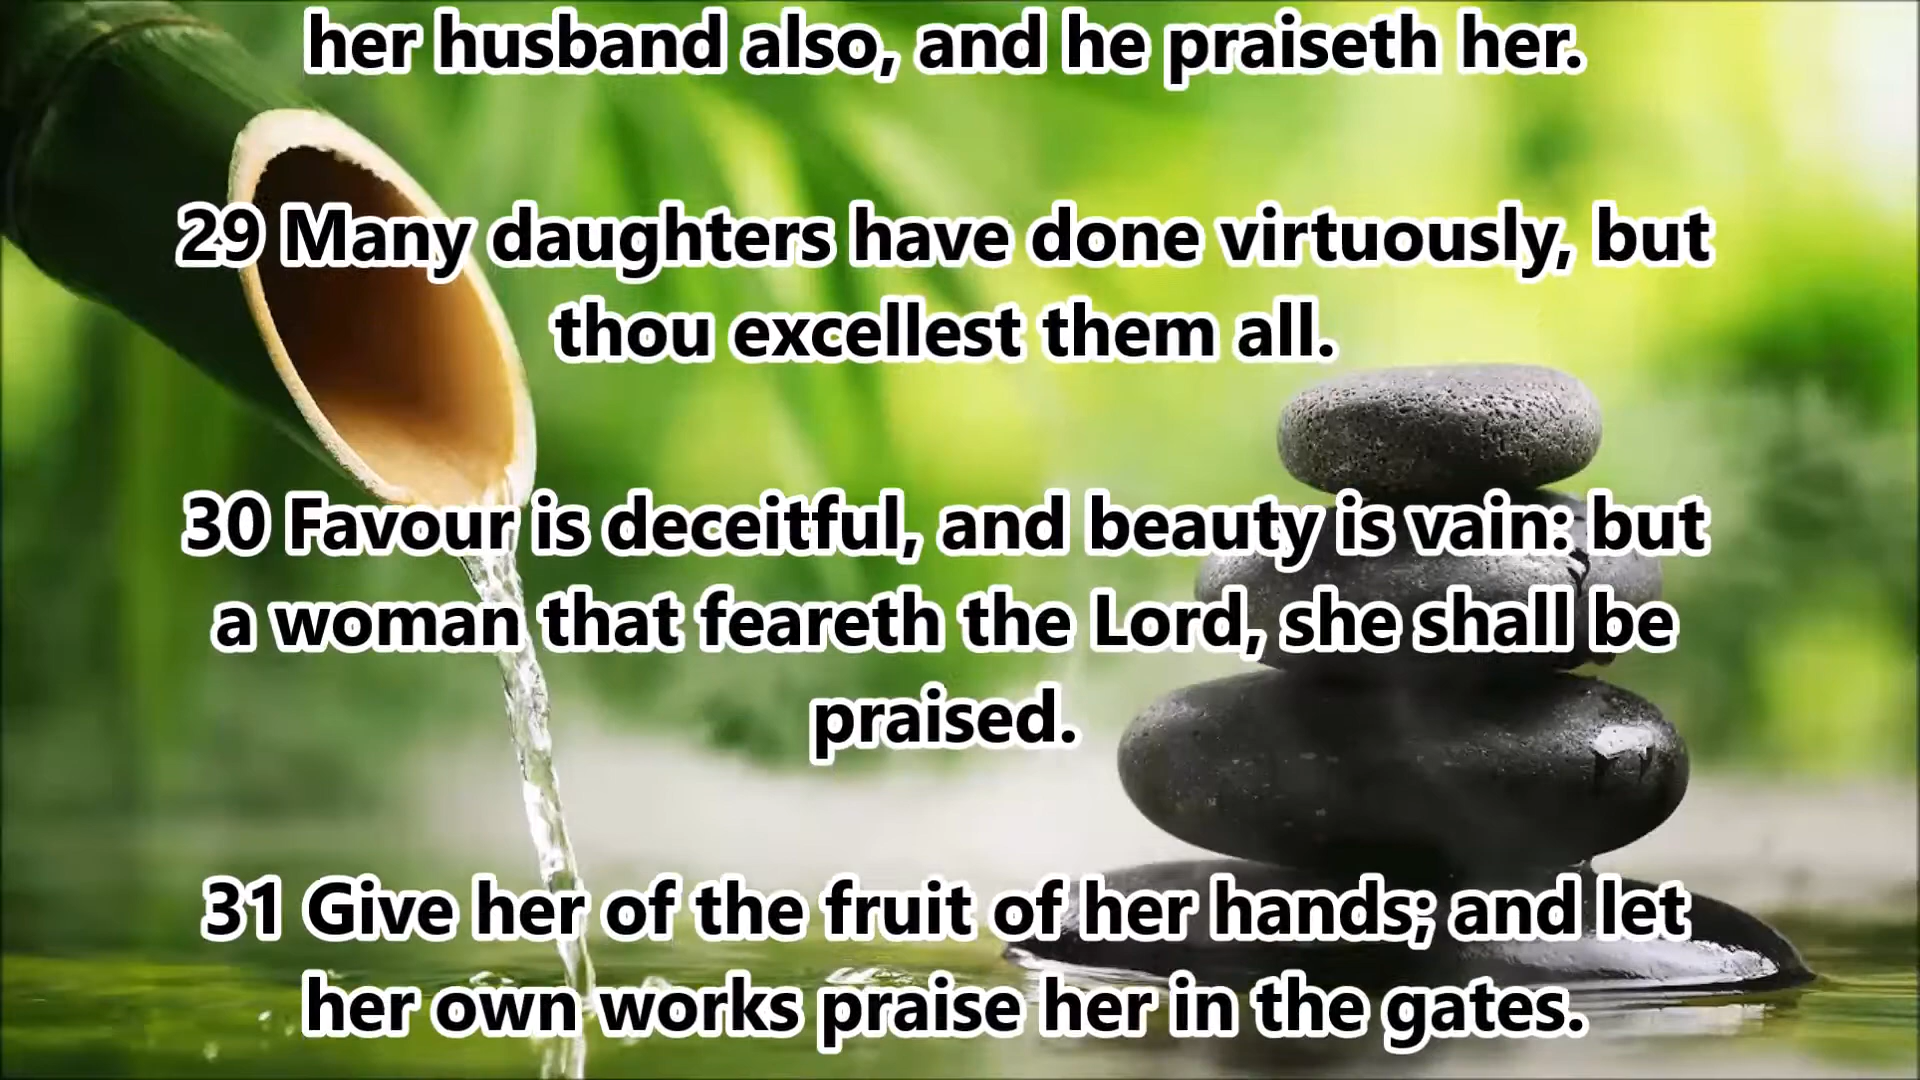 her husband also, and he praiseth her.
29 Many daughters have done virtuously, but
thou excellest them all.
30 Favour is deceitful, and beauty is vain: but
a woman that feareth the Lord, she shall be
praised.
31 Give her of the fruit of her hands; and let
her own works praise her in the gates.